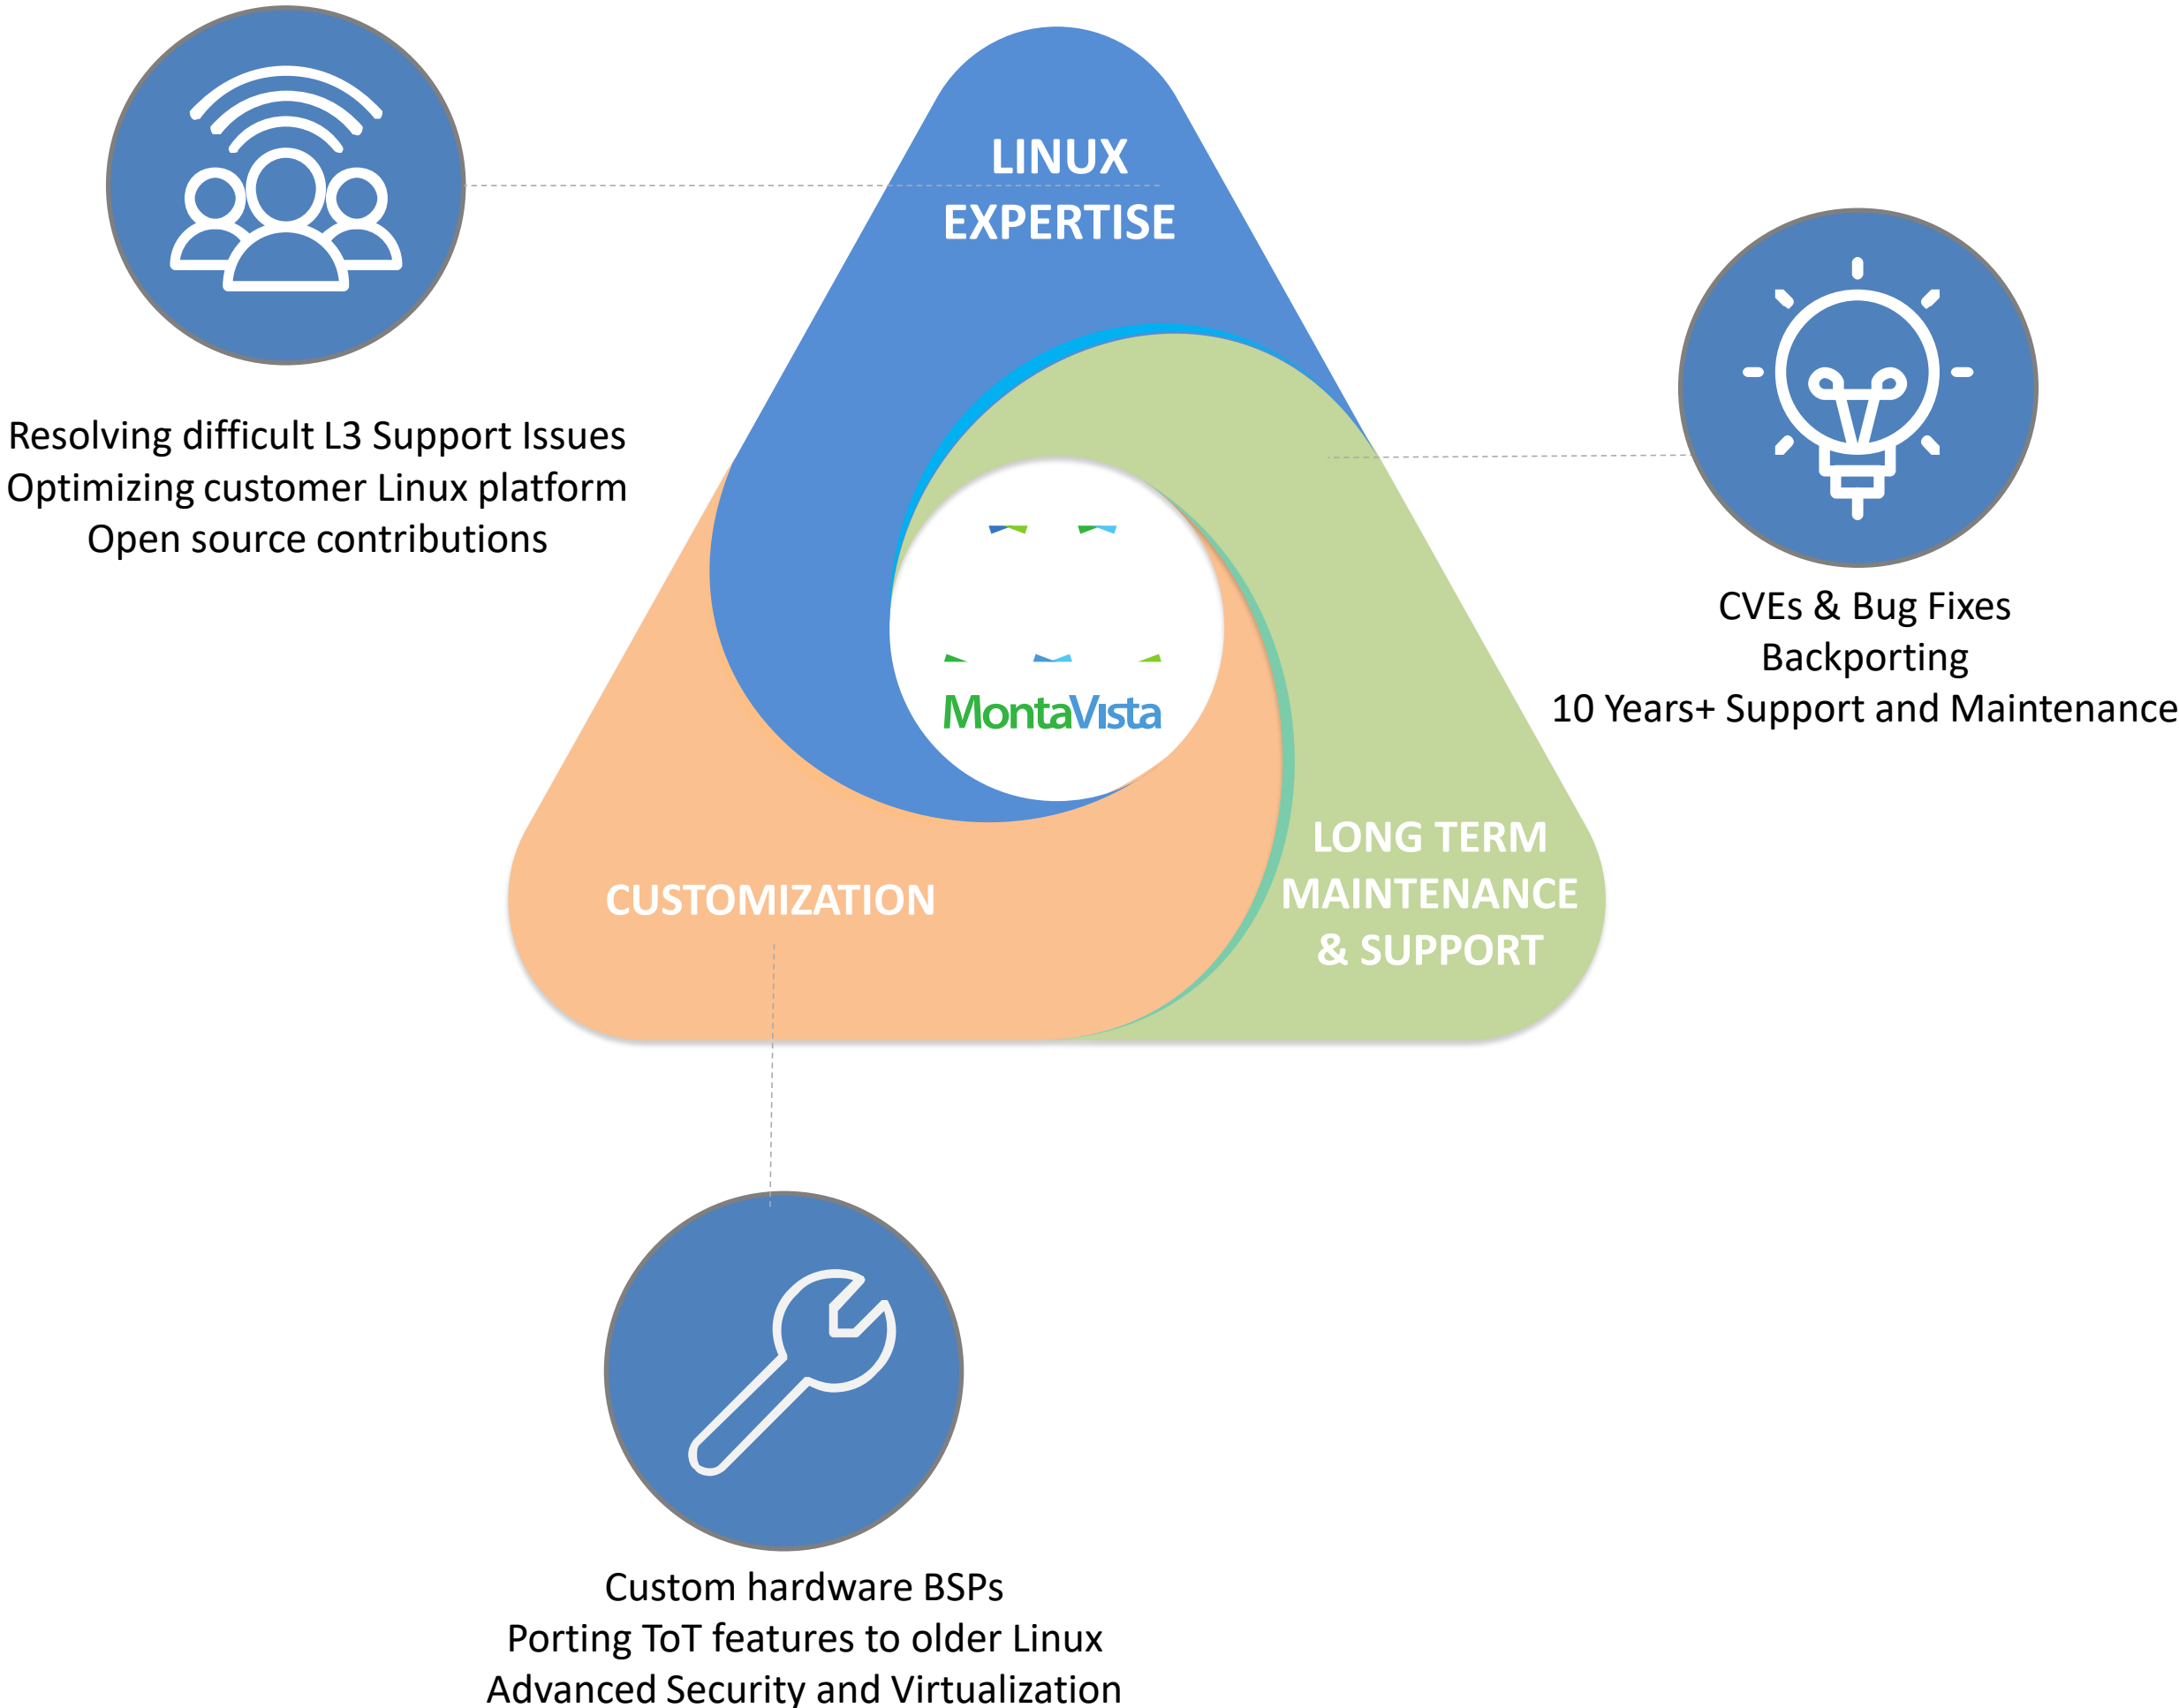 LINUX
EXPERTISE
Resolving difficult L3 Support Issues
Optimizing customer Linux platform
Open source contributions
CVEs & Bug Fixes
Backporting
10 Years+ Support and Maintenance
MontaVista
LONG TERM
MAINTENANCE
& SUPPORT
CUSTOMIZATION
Custom hardware BSPs
Porting ToT features to older Linux
Advanced Security and Virtualization